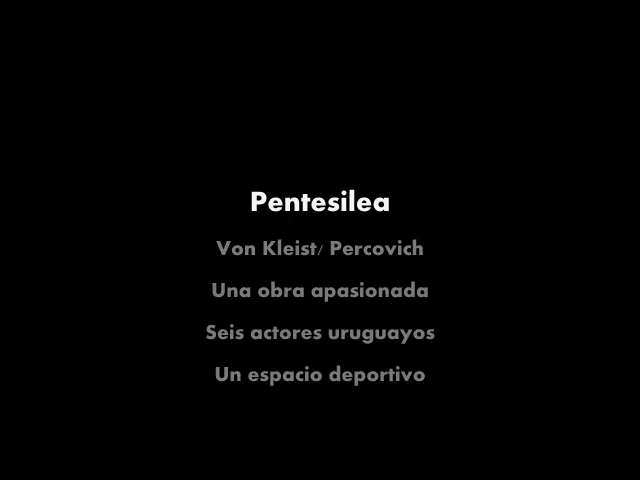 Pentesilea
Von Kleist/ Percovich
Una obra apasionada
Seis actores uruguayos
Un espacio deportivo